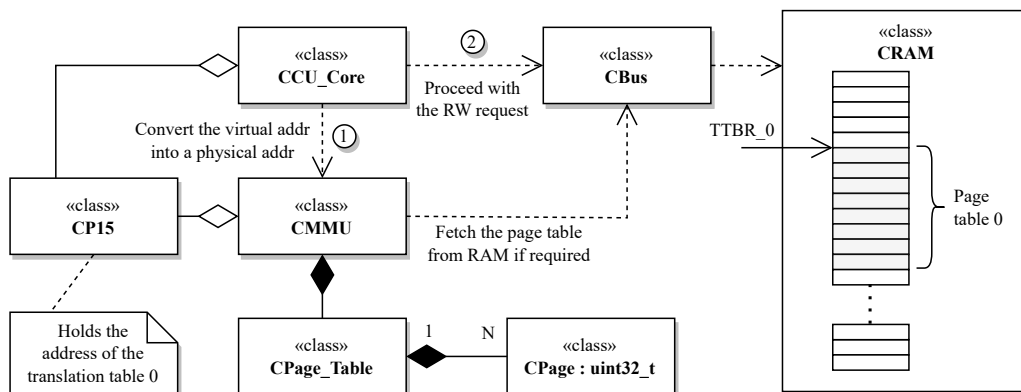 «class»
CCU_Core
②
Proceed with
the RW request
«class»
CBus
«class»
CRAM
Convert the virtual addr
into a physical addr
①
TTBR_0
«class»
CP15
«class»
CMMU
Fetch the page table
from RAM if required
Page
table 0
Holds the
address of the
translation table 0
«class»
CPage_Table
1
N
«class»
CPage : uint32_t